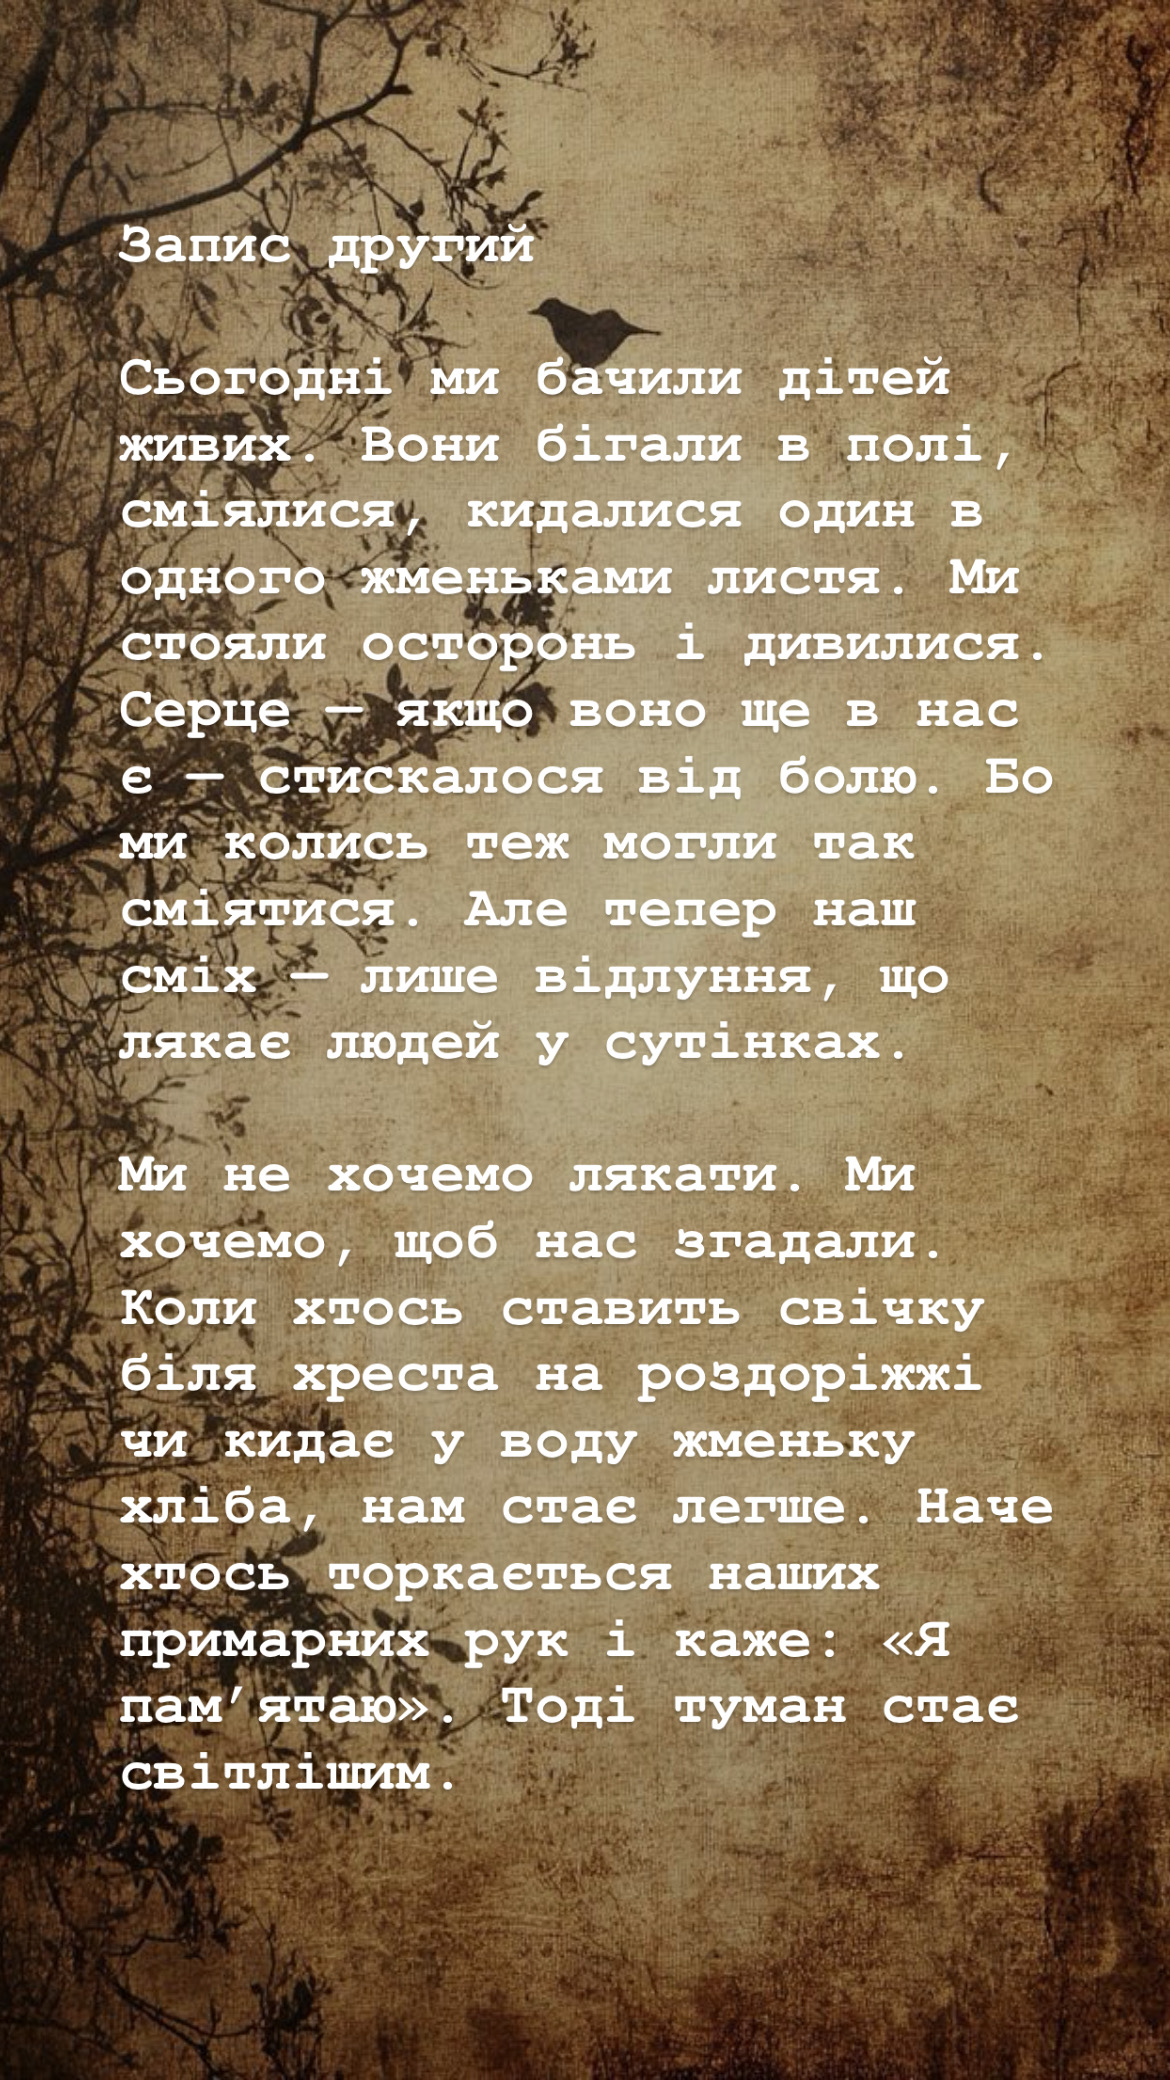 Запис другий
Сьогодні ми бачили дітей
живих. Вони бігали в полі,
сміялися, кидалися один в
одного жменьками листя. Ми
стояли осторонь і дивилися.
Серце — якщо воно ще в нас
є — стискалося від болю. Бо
ми колись теж могли так
сміятися. Але тепер наш
сміх — лише відлуння, що
лякає людей у сутінках.
Ми не хочемо лякати. Ми
хочемо, щоб нас згадали.
Коли хтось ставить свічку
біля хреста на роздоріжжі
чи кидає у воду жменьку
хліба, нам стає легше. Наче
хтось торкається наших
примарних рук і каже: «Я
пам’ятаю». Тоді туман стає
світлішим.